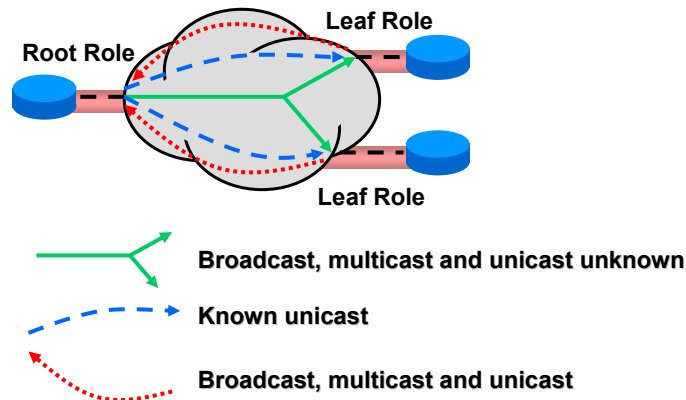 Leaf Role
Root Role
Leaf Role
Broadcast, multicast and unicast unknown
Known unicast
Broadcast, multicast and unicast